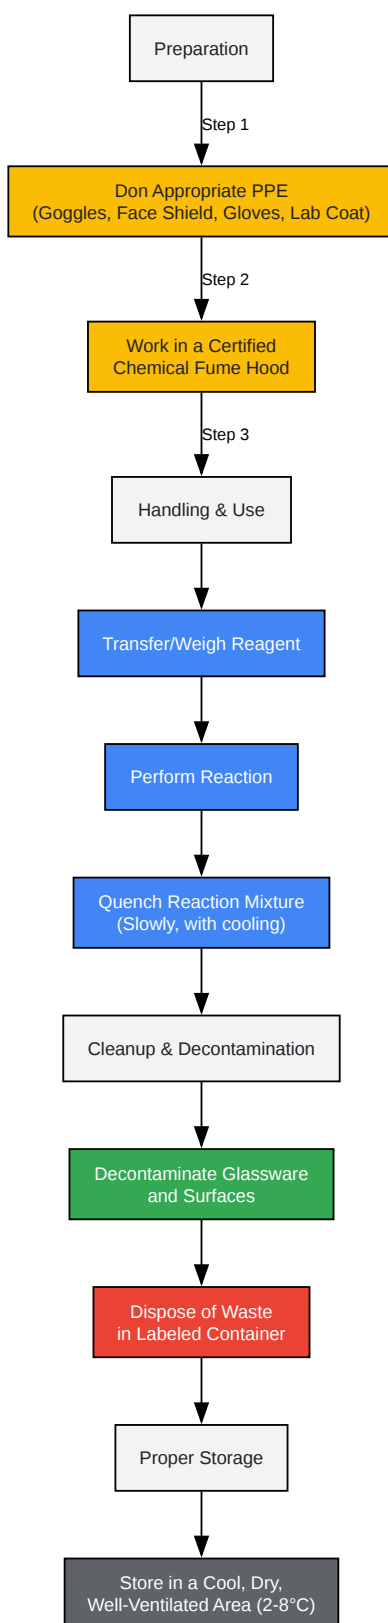 Preparation
Step 1
Don Appropriate PPE
(Goggles, Face Shield, Gloves, Lab Coat)
Step 2
Work in a Certified
Chemical Fume Hood
Step 3
Handling & Use
Transfer/Weigh Reagent
Perform Reaction
Quench Reaction Mixture
(Slowly, with cooling)
Cleanup & Decontamination
Decontaminate Glassware
and Surfaces
Dispose of Waste
in Labeled Container
Proper Storage
Store in a Cool, Dry,
Well-Ventilated Area (2-8°C)